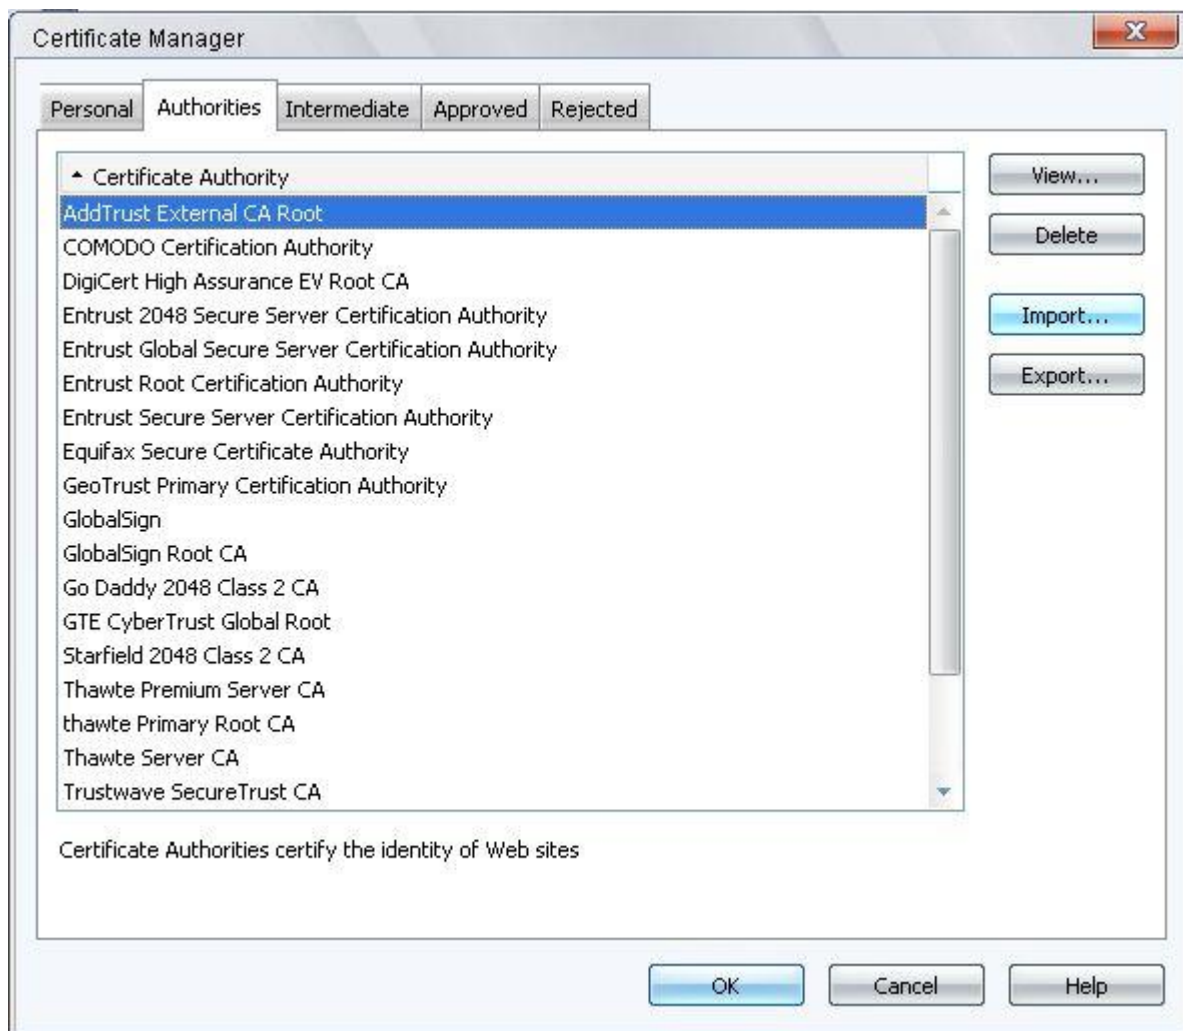 Certificate Manager
X
Personal Authorities Intermediate Approved Rejected
Certificate Authority
View...
AddTrust External CA Root
Delete
COMODO Certification Authority
DigiCert High Assurance EV Root CA
Entrust 2048 Secure Server Certification Authority
Import...
Entrust Global Secure Server Certification Authority
Entrust Root Certification Authority
Export...
Entrust Secure Server Certification Authority
Equifax Secure Certificate Authority
GeoTrust Primary Certification Authority
GlobalSign
GlobalSign Root CA
Go Daddy 2048 Class 2 CA
GTE CyberTrust Global Root
Starfield 2048 Class 2 CA
Thawte Premium Server CA
thawte Primary Root CA
Thawte Server CA
Trustwave SecureTrust CA
Certificate Authorities certify the identity of Web sites
OK Cancel Help